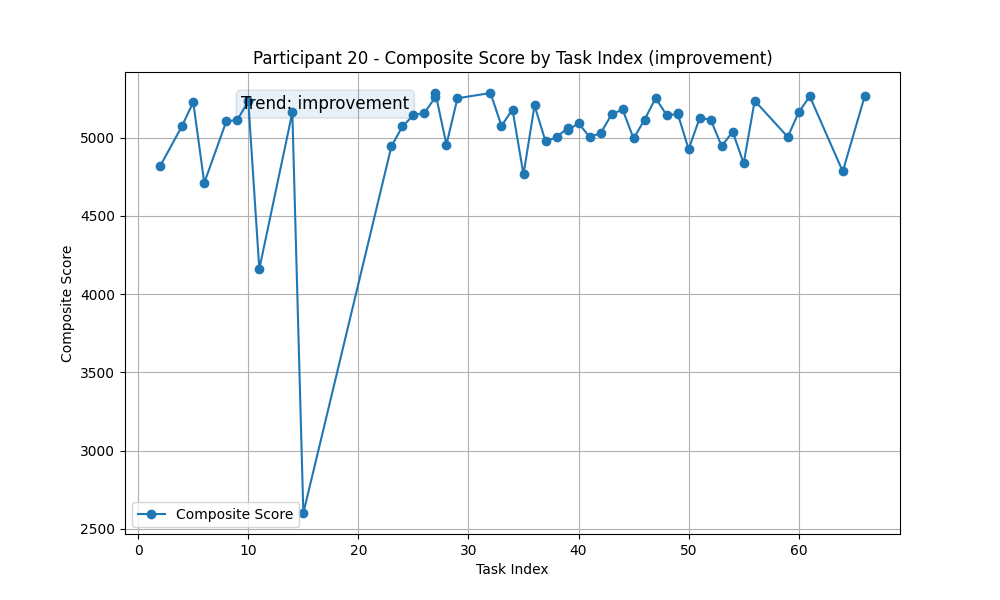 Participant 20 - Composite Score by Task Index (improvement)
Trend: improvement
5000
4500
4000
3500
3000
2500
Composite Score
Composite Score
0 10 20 30 40 50 60
Task Index